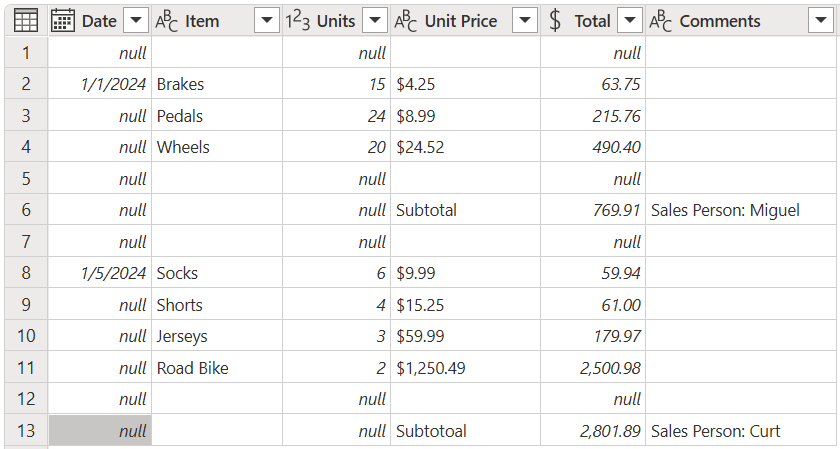 Date ABC Item 123 Units ABC Unit Price $ Total ABC Comments
1 null null null
2 1/1/2024 Brakes 15 $4.25 63.75
3 null Pedals 24 $8.99 215.76
4 null Wheels 20 $24.52 490.40
5 null null null
6 null null Subtotal 769.91 Sales Person: Miguel
7 null null null
8 1/5/2024 Socks 6 $9.99 59.94
9 null Shorts 4 $15.25 61.00
10 null Jerseys 3 $59.99 179.97
11 null Road Bike 2 $1,250.49 2,500.98
12 null null null
13 null null Subtotoal 2,801.89 Sales Person: Curt